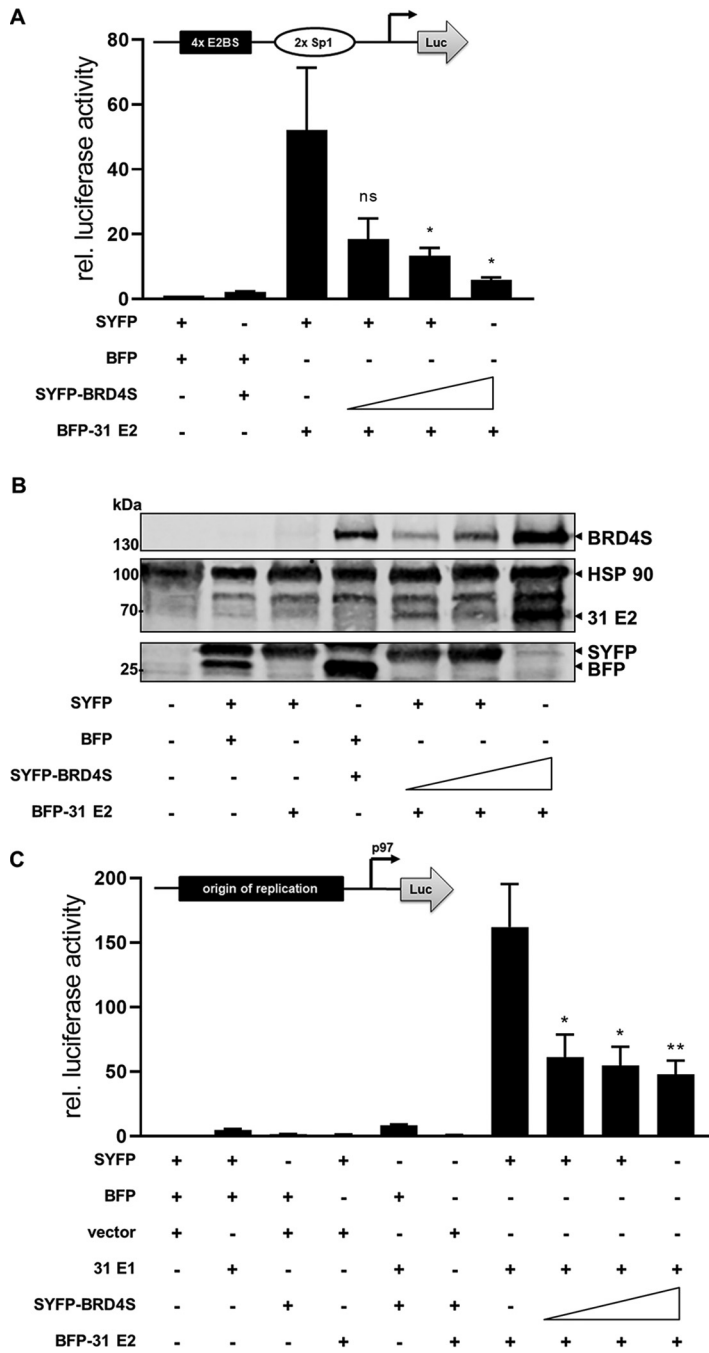 A
4x E2BS 2x Sp1 Luc
rel. luciferase activity
80
60
40
20
0
ns * *
SYFP + - + + + -
BFP + + - - - -
SYFP-BRD4S - + -
BFP-31 E2 - - + + + +
B
kDa
130 BRD4S
100 HSP 90
70 31 E2
SYFP
25 BFP
SYFP - + + - + + -
BFP - + - + - - -
SYFP-BRD4S - - - +
BFP-31 E2 - - + - + + +
C
p97
origin of replication Luc
rel. luciferase activity
200
150
100
50
0
* * **
SYFP + + - + - - + + + -
BFP + + + - + - - - - -
vector + - + + - + - - - -
31 E1 - + - - + - + + + +
SYFP-BRD4S - - + - + + -
BFP-31 E2 - - - + - + + + + +